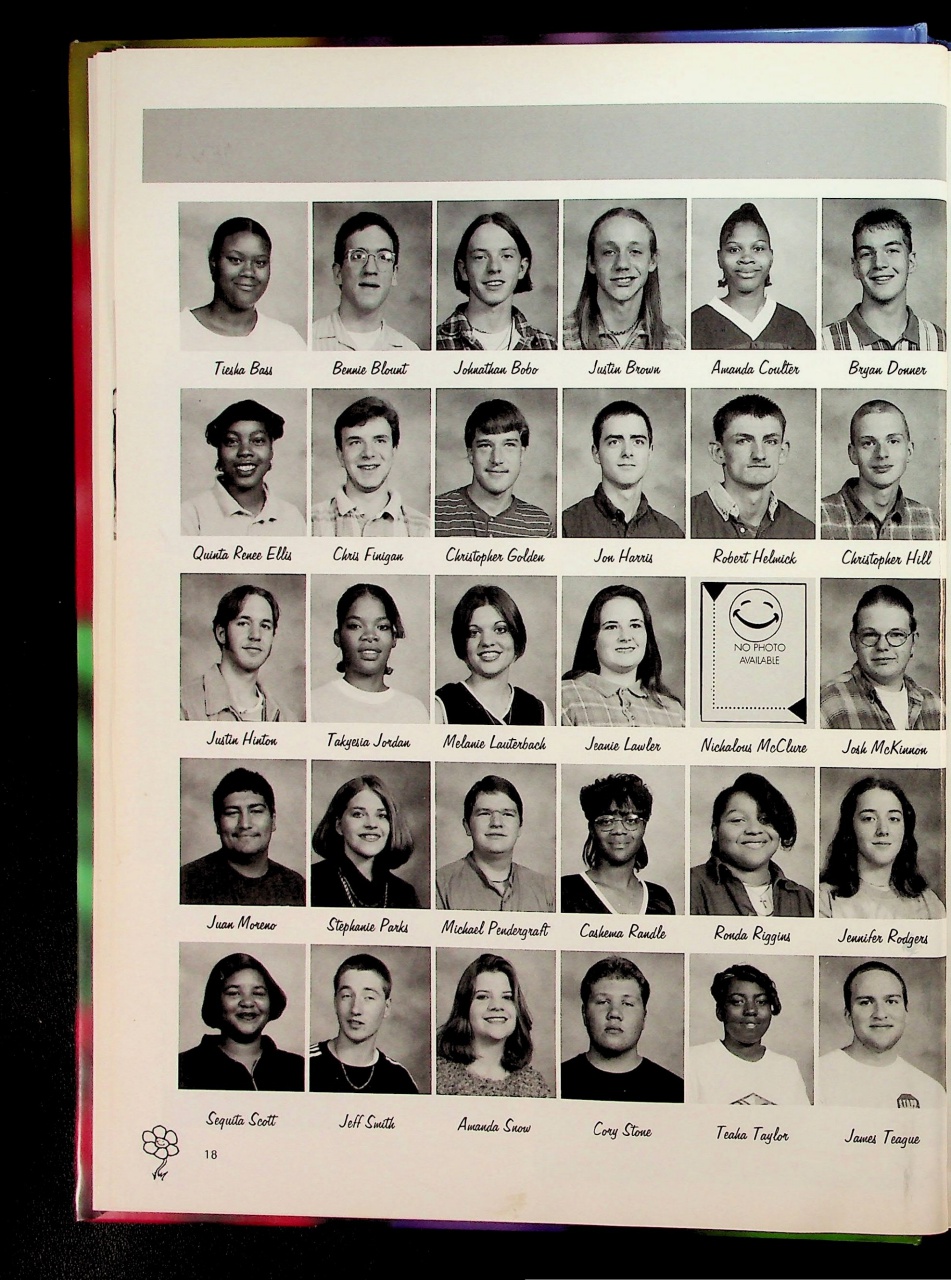 Tiesha Bass Bennie Blount Johnathan Bobo Justin Brown Amanda Coulter Bryan Donner
Quinta Renee Ellis Chris Finigan Christopher Golden Jon Harris Robert Helmick Christopher Hill
NO PHOTO
AVAILABLE
Justin Hinton Takyesia Jordan Melanie Lauterbach Jeanie Lawler Nichalous McClure Josh McKinnon
Juan Moreno Stephanie Parks Michael Pendergraft Cashema Randle Ronda Riggins Jennifer Rodgers
Sequita Scott Jeff Smith Amanda Snow Cory Stone Teaha Taylor James Teague
18